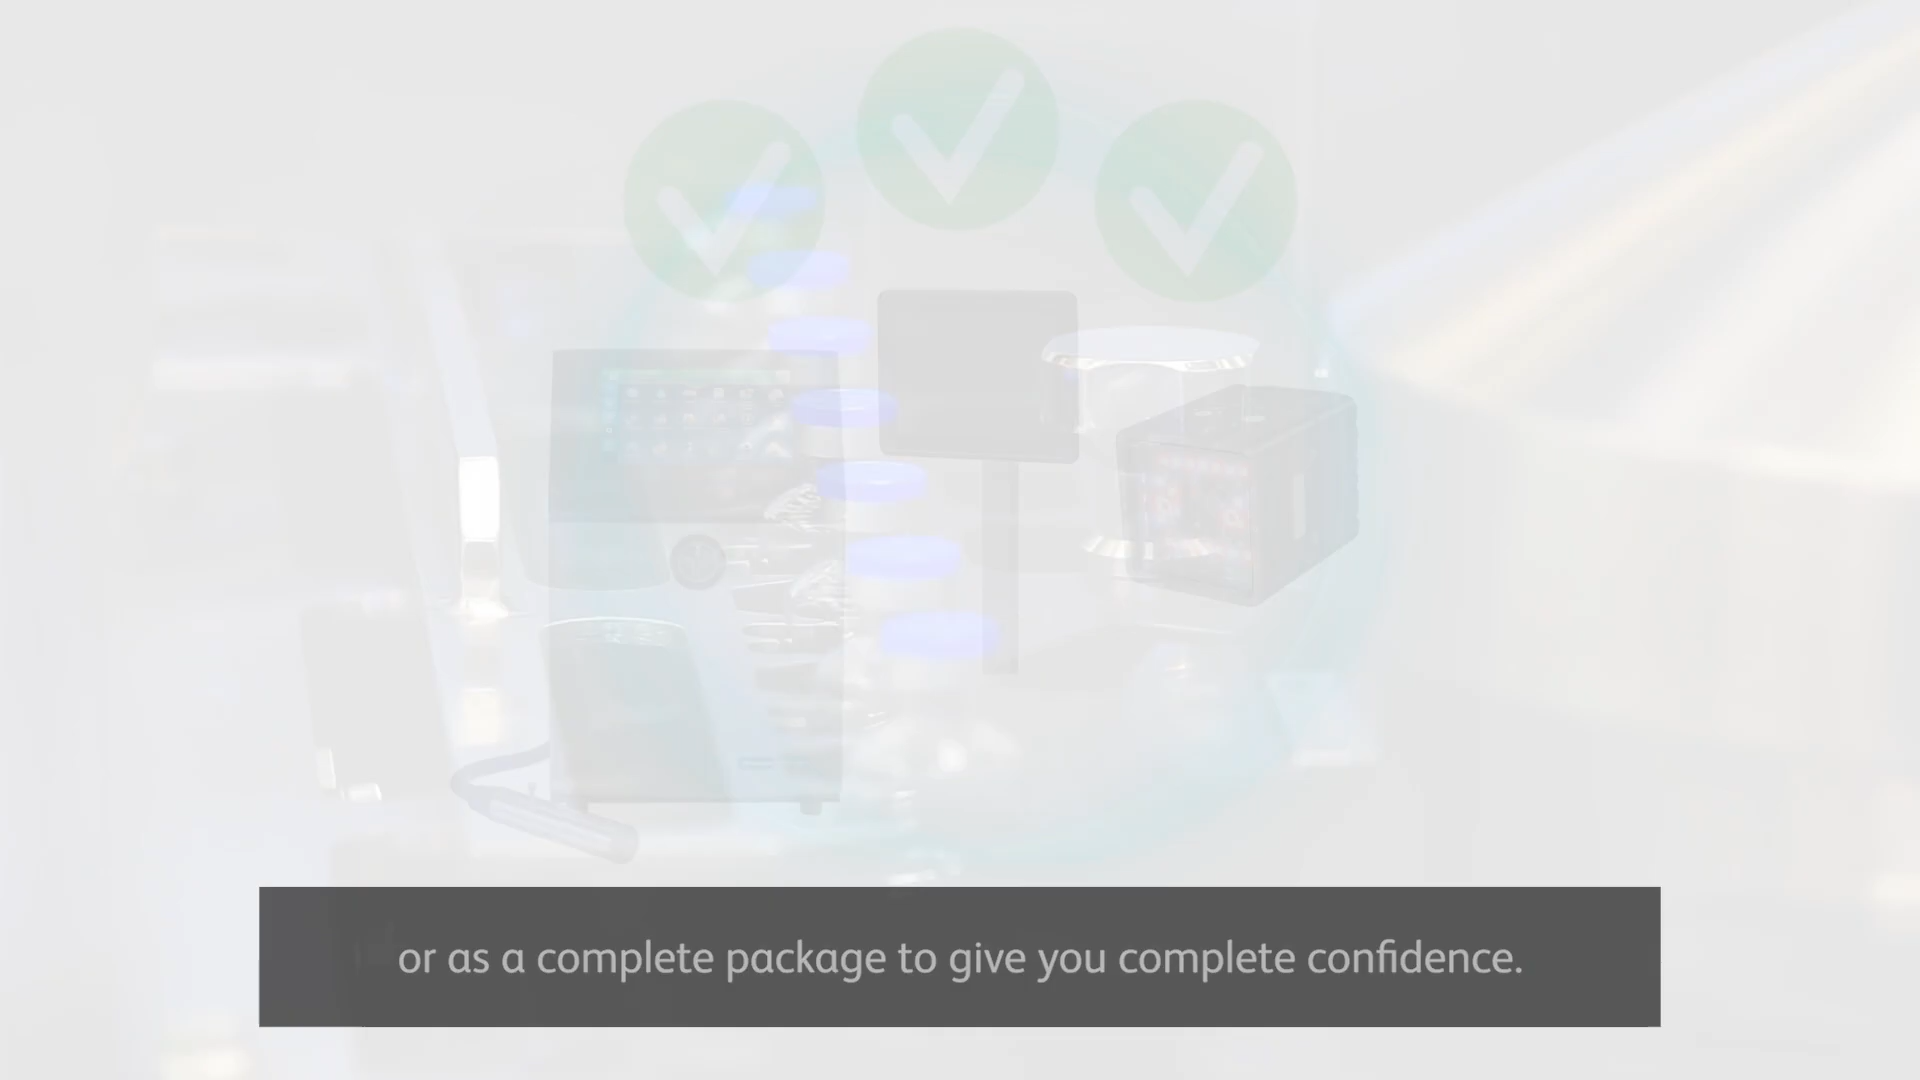 or as a complete package to give you complete confidence.